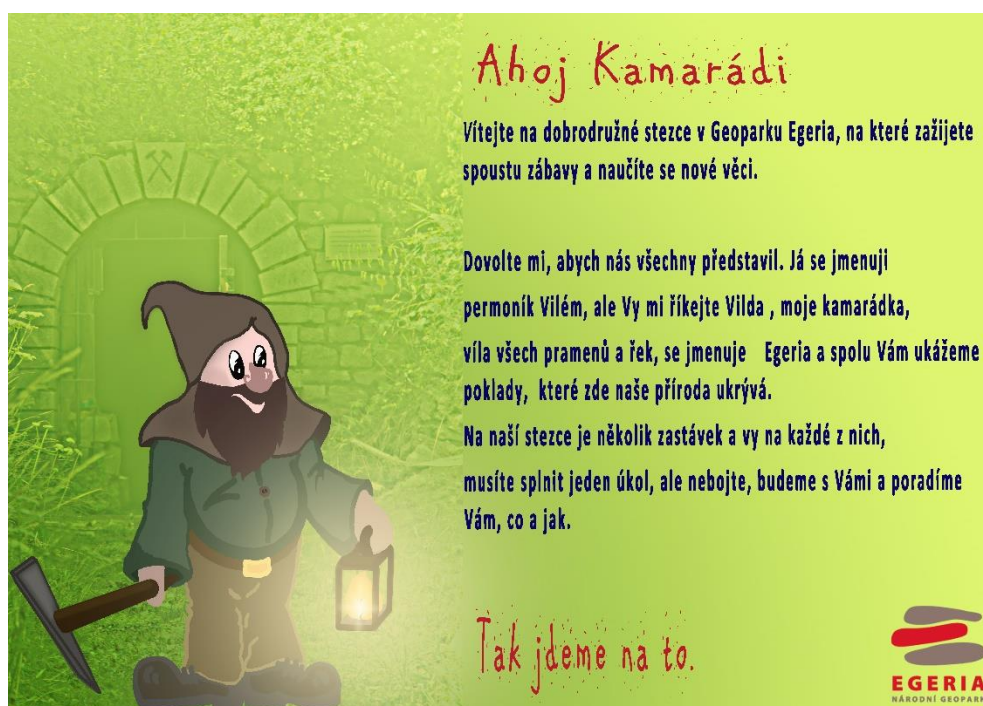 Ahoj Kamarádi
Vítejte na dobrodružné stezce v Geoparku Egeria, na které zažijete
spoustu zábavy a naučíte se nové věci.
Dovolte mi, abych nás všechny představil. Já se jmenuji
permoník Vilém, ale Vy mi říkejte Vilda , moje kamarádka,
víla všech pramenů a řek, se jmenuje Egeria a spolu Vám ukážeme
poklady, které zde naše příroda ukrývá.
Na naší stezce je několik zastávek a vy na každé z nich,
musíte splnit jeden úkol, ale nebojte, budeme s Vámi a poradíme
Vám, co a jak.
Tak jdeme na to.
EGERIA
NÁRODNÍ GEOPARK